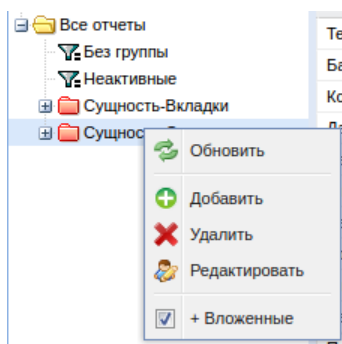 Все отчеты
Те
Без группы
Ба
Неактивные
Ко
Сущность-Вкладки
Обновить
Добавить
Удалить
Редактировать
+ Вложенные